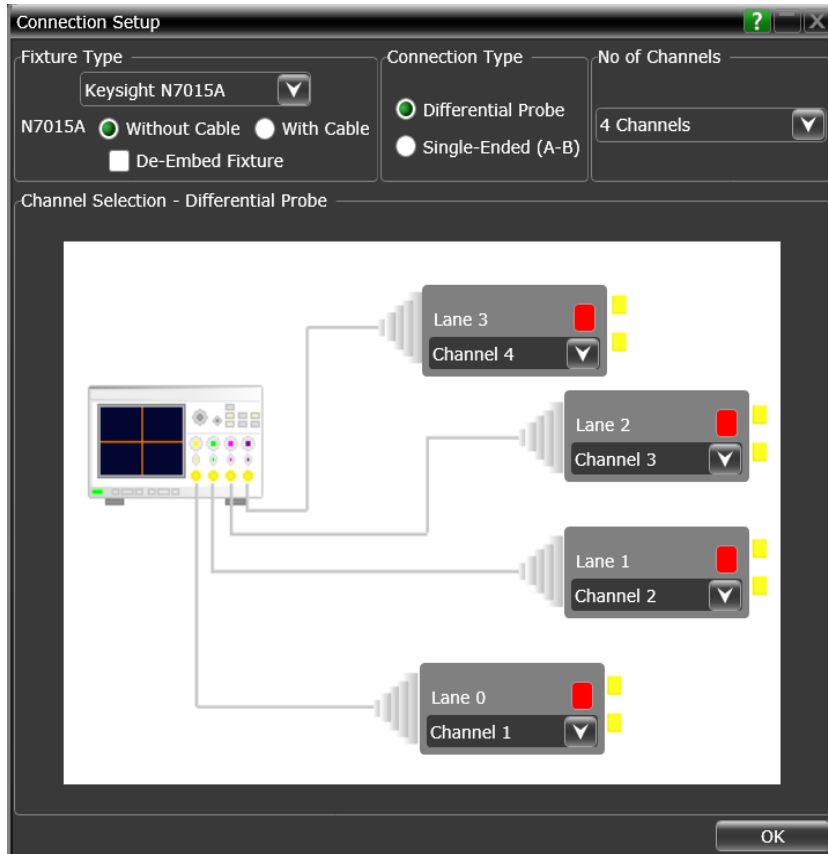 Connection Setup
?
Fixture Type
Keysight N7015A
N7015A Without Cable With Cable
De-Embed Fixture
Connection Type
Differential Probe
Single-Ended (A-B)
No of Channels
4 Channels
Channel Selection - Differential Probe
Lane 3
Channel 4
Lane 2
Channel 3
Lane 1
Channel 2
Lane 0
Channel 1
OK